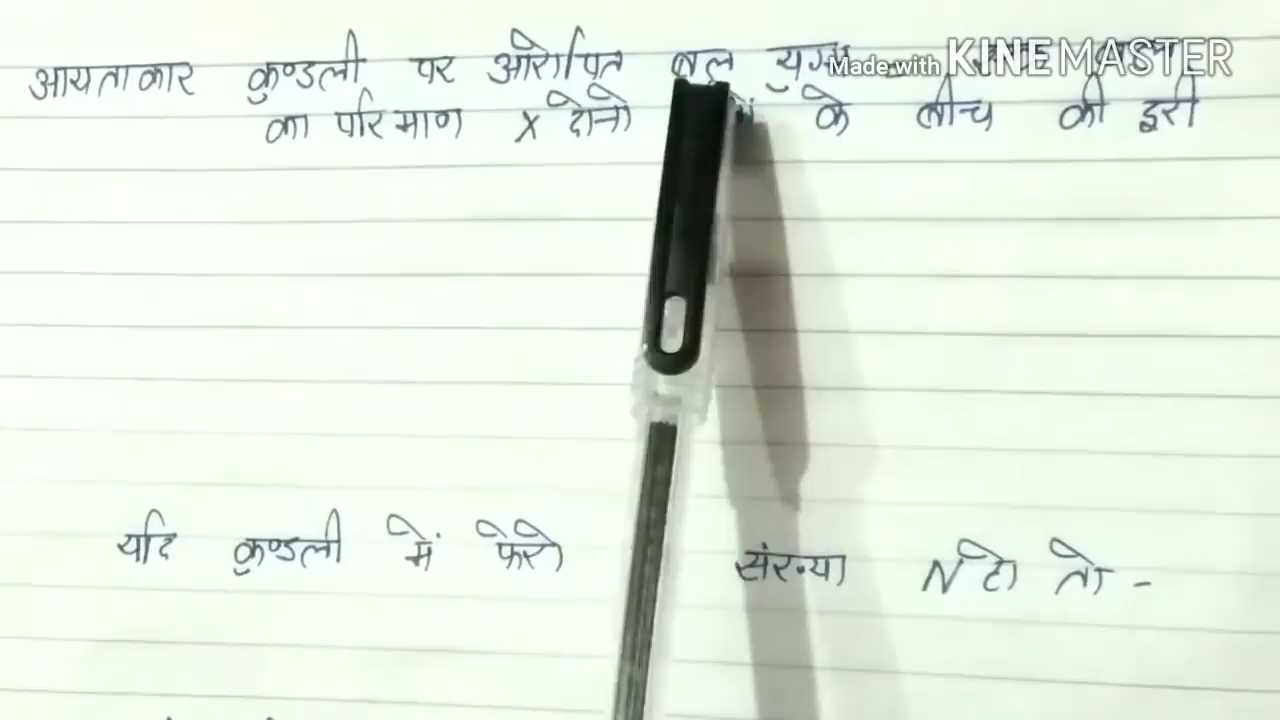 आयताकार कुण्डली पर आरोपित बल युग्म
Made with KINEMASTER
का परिमाण x दोनो के बीच की दूरी
यदि कुण्डली में फेरो संख्या N हो तो -